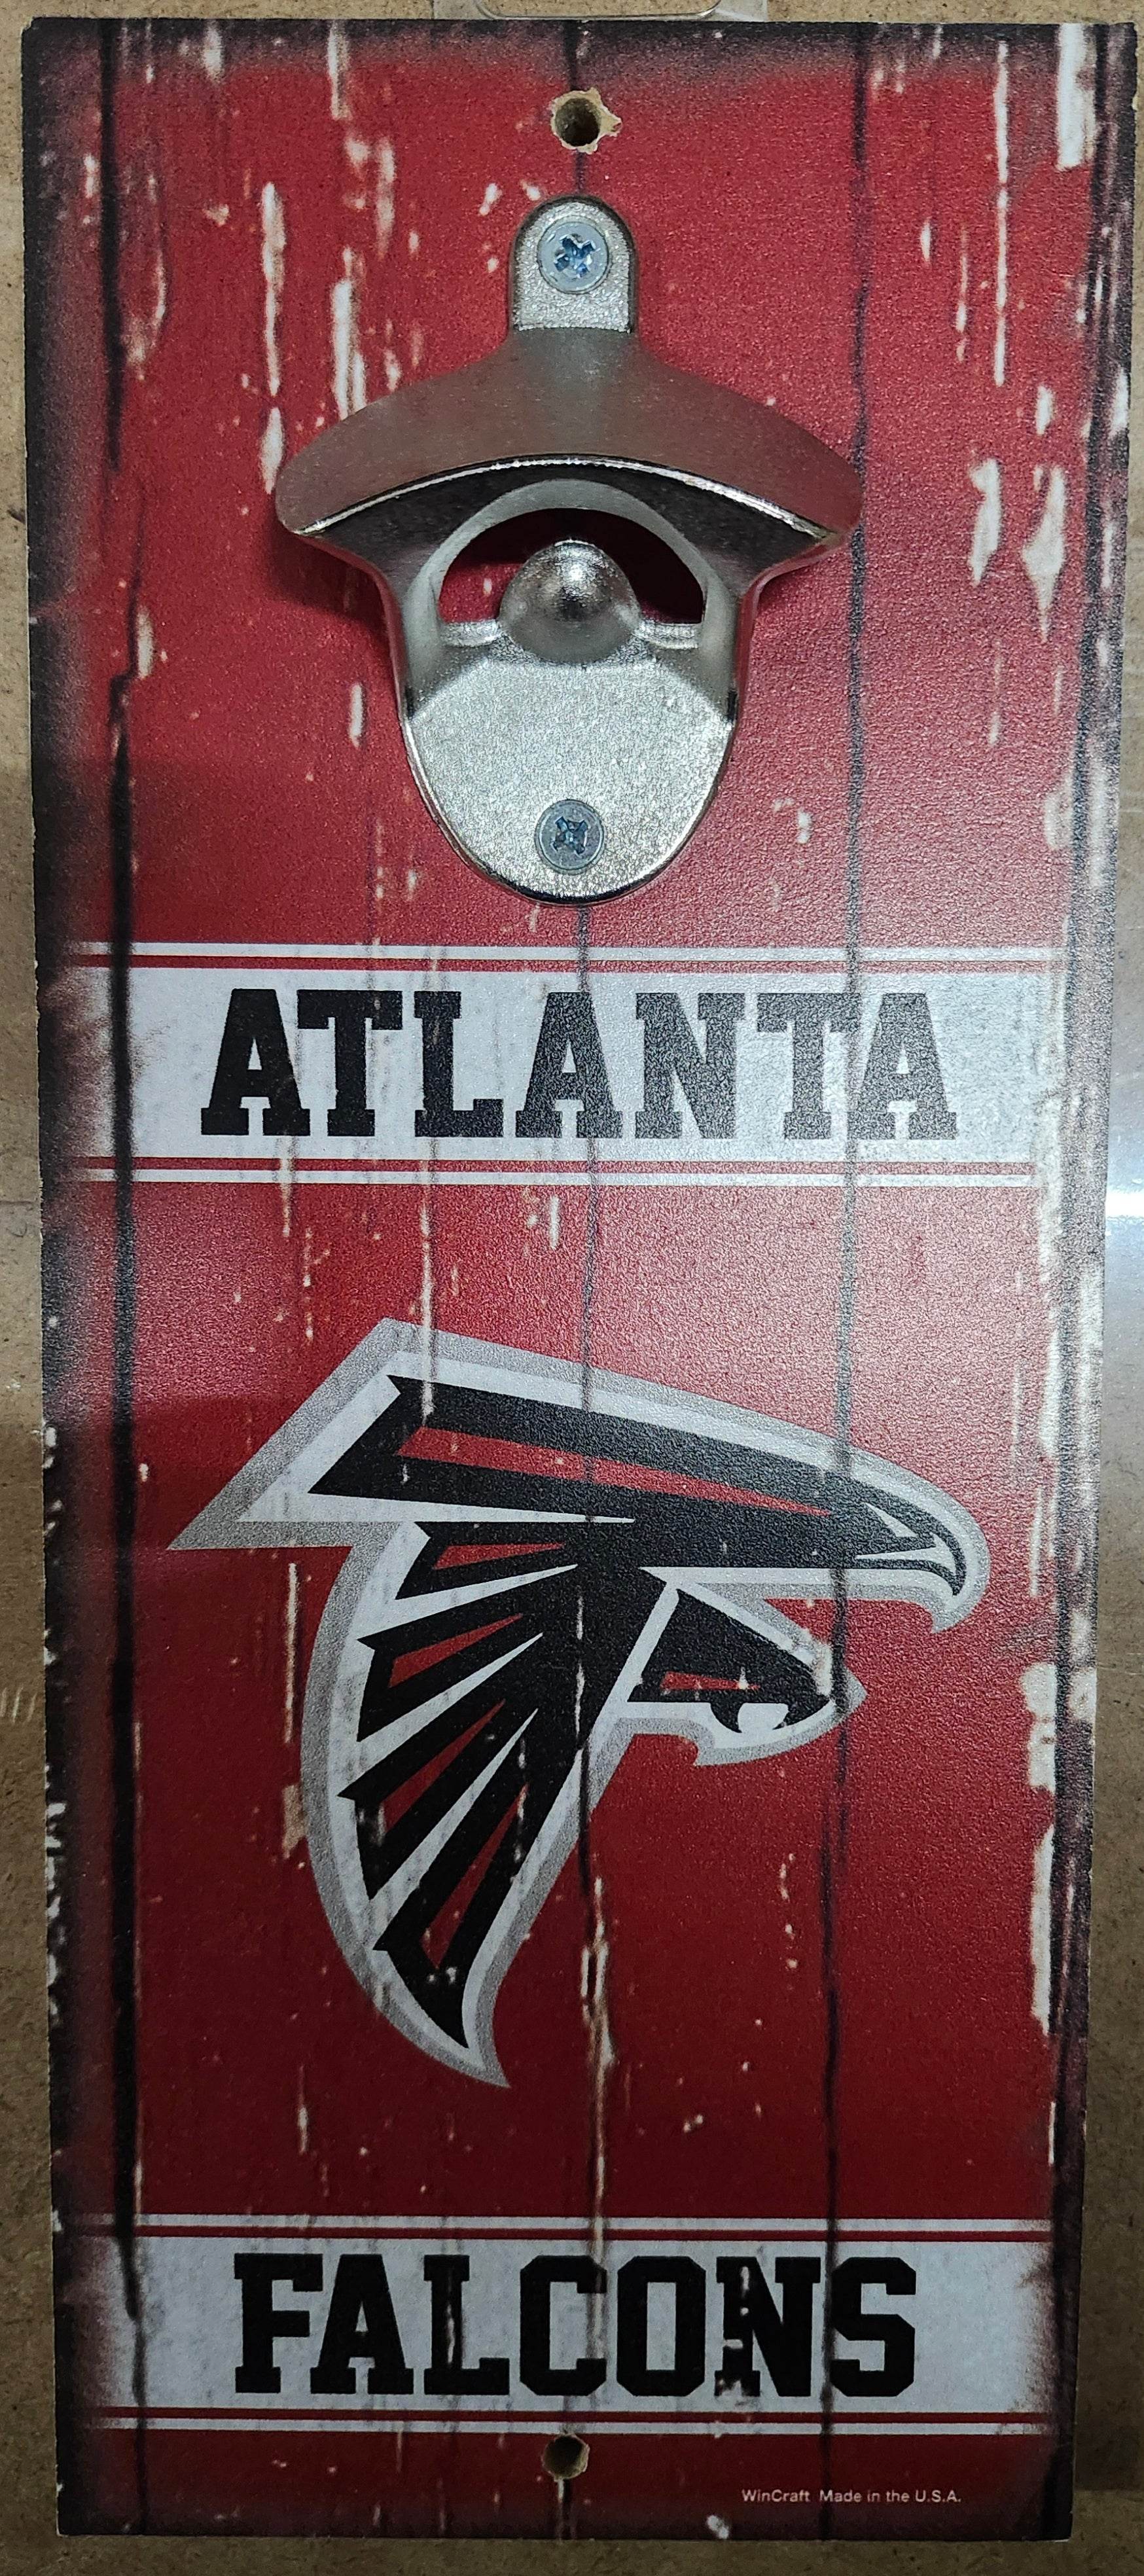 ATLANTA
FALCONS
WinCraft Made in the U.S.A.